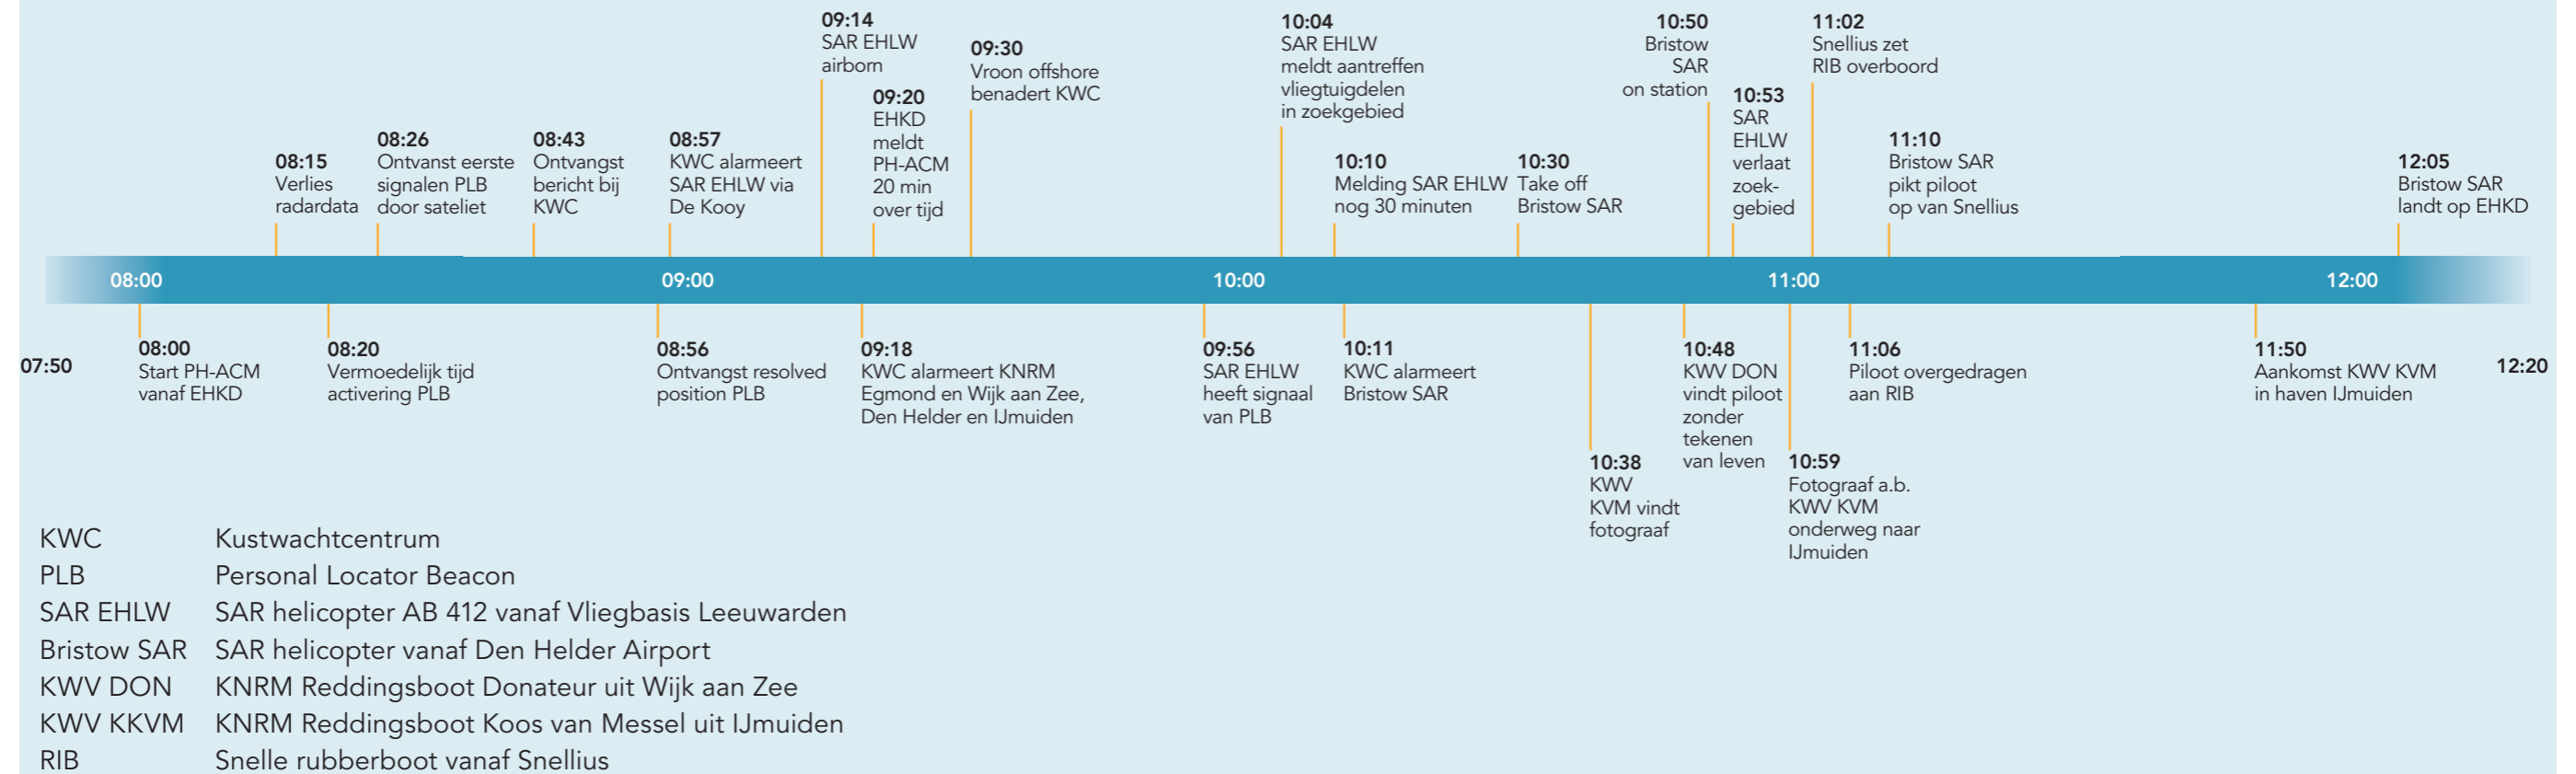 09:14
SAR EHLW
airborn
09:30
Vroon offshore
benadert KWC
10:04
SAR EHLW
meldt aantreffen
vliegtuigdelen
in zoekgebied
10:50
Bristow
SAR
on station
11:02
Snellius zet
RIB overboord
08:15
Verlies
radardata
08:26
Ontvanst eerste
signalen PLB
door sateliet
08:43
Ontvangst
bericht bij
KWC
08:57
KWC alarmeert
SAR EHLW via
De Kooy
09:20
EHKD
meldt
PH-ACM
20 min
over tijd
10:10
Melding SAR EHLW
nog 30 minuten
10:30
Take off
Bristow SAR
10:53
SAR
EHLW
verlaat
zoek-
gebied
11:10
Bristow SAR
pikt piloot
op van Snellius
12:05
Bristow SAR
landt op EHKD
08:00
09:00
10:00
11:00
12:00
07:50
08:00
Start PH-ACM
vanaf EHKD
08:20
Vermoedelijk tijd
activering PLB
08:56
Ontvangst resolved
position PLB
09:18
KWC alarmeert KNRM
Egmond en Wijk aan Zee,
Den Helder en IJmuiden
09:56
SAR EHLW
heeft signaal
van PLB
10:11
KWC alarmeert
Bristow SAR
10:38
KWV
KVM vindt
fotograaf
10:48
KWV DON
vindt piloot
zonder
tekenen
van leven
10:59
Fotograaf a.b.
KWV KVM
onderweg naar
IJmuiden
11:06
Piloot overgedragen
aan RIB
11:50
Aankomst KWV KVM
in haven IJmuiden
12:20
KWC Kustwachtcentrum
PLB Personal Locator Beacon
SAR EHLW SAR helicopter AB 412 vanaf Vliegbasis Leeuwarden
Bristow SAR SAR helicopter vanaf Den Helder Airport
KWV DON KNRM Reddingsboot Donateur uit Wijk aan Zee
KWV KKVM KNRM Reddingsboot Koos van Messel uit IJmuiden
RIB Snelle rubberboot vanaf Snellius